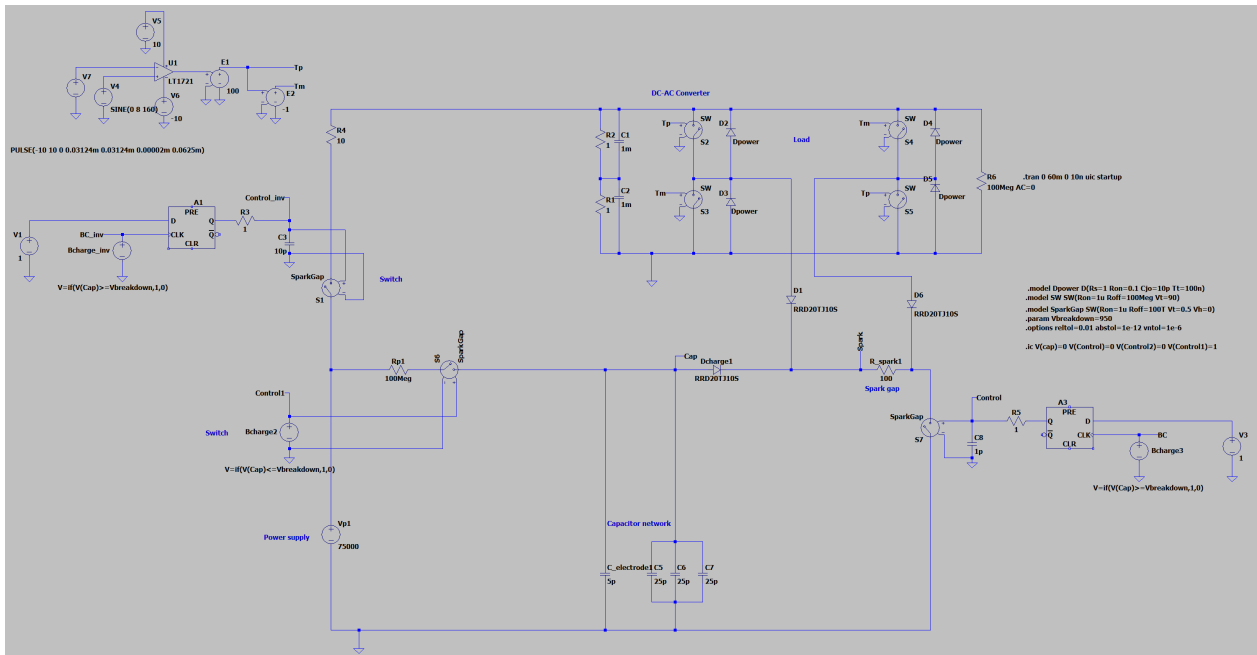 V5
10
U1
LT1721
E1
100
Tp
Tm
E2
-1
V7
V4
SINE(0 8 160)
V6
-10
PULSE(-10 10 0 0.03124m 0.03124m 0.00002m 0.0625m)
DC-AC Converter
R4
10
R2
1
C1
1m
R1
1
C2
1m
Tp
SW
S2
D2
Dpower
Tm
SW
S3
D3
Dpower
Load
Tm
SW
S4
D4
Dpower
Tp
SW
S5
D5
Dpower
R6
100Meg AC=0
.tran 0 60m 0 10n uic startup
A1
PRE
D
Q
CLK
Q
CLR
R3
1
Control_inv
C3
10p
V1
1
BC_inv
Bcharge_inv
V=if(V(Cap)>=Vbreakdown,1,0)
SparkGap
S1
Switch
D1
RRD20TJ10S
D6
RRD20TJ10S
.model Dpower D(Rs=1 Ron=0.1 Cjo=10p Tt=100n)
.model SW SW(Ron=1u Roff=100Meg Vt=90)
.model SparkGap SW(Ron=1u Roff=100T Vt=0.5 Vh=0)
.param Vbreakdown=950
.options reltol=0.01 abstol=1e-12 vntol=1e-6
.ic V(cap)=0 V(Control)=0 V(Control2)=0 V(Control1)=1
Rp1
100Meg
S6
SparkGap
Cap
Dcharge1
RRD20TJ10S
Spark
R_spark1
100
Spark gap
Control1
Bcharge2
Switch
V=if(V(Cap)<=Vbreakdown,1,0)
SparkGap
S7
Control
C8
1p
R5
1
A3
PRE
Q
D
Q
CLK
CLR
BC
Bcharge3
V3
1
V=if(V(Cap)>=Vbreakdown,1,0)
Power supply
Vp1
75000
Capacitor network
C_electrode1
5p
C5
25p
C6
25p
C7
25p